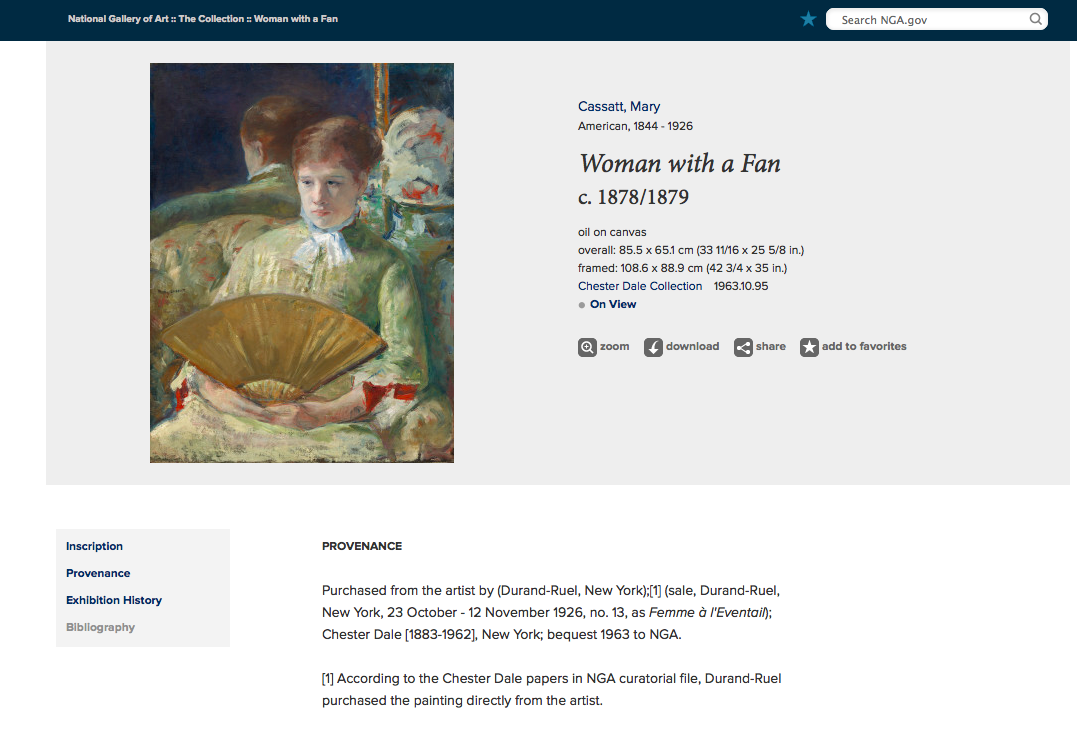 National Gallery of Art :: The Collection :: Woman with a Fan
Search NGA.gov
Cassatt, Mary
American, 1844 - 1926
Woman with a Fan
c. 1878/1879
oil on canvas
overall: 85.5 x 65.1 cm (33 11/16 x 25 5/8 in.)
framed: 108.6 x 88.9 cm (42 3/4 x 35 in.)
Chester Dale Collection 1963.10.95
On View
zoom download share add to favorites
Inscription
Provenance
Exhibition History
Bibliography
PROVENANCE
Purchased from the artist by (Durand-Ruel, New York);[1] (sale, Durand-Ruel,
New York, 23 October - 12 November 1926, no. 13, as Femme à l'Eventail);
Chester Dale [1883-1962], New York; bequest 1963 to NGA.
[1] According to the Chester Dale papers in NGA curatorial file, Durand-Ruel
purchased the painting directly from the artist.